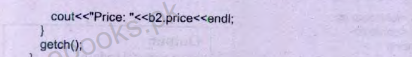 cout<<"Price: "<<b2.price<<endl;
}
getch();
}